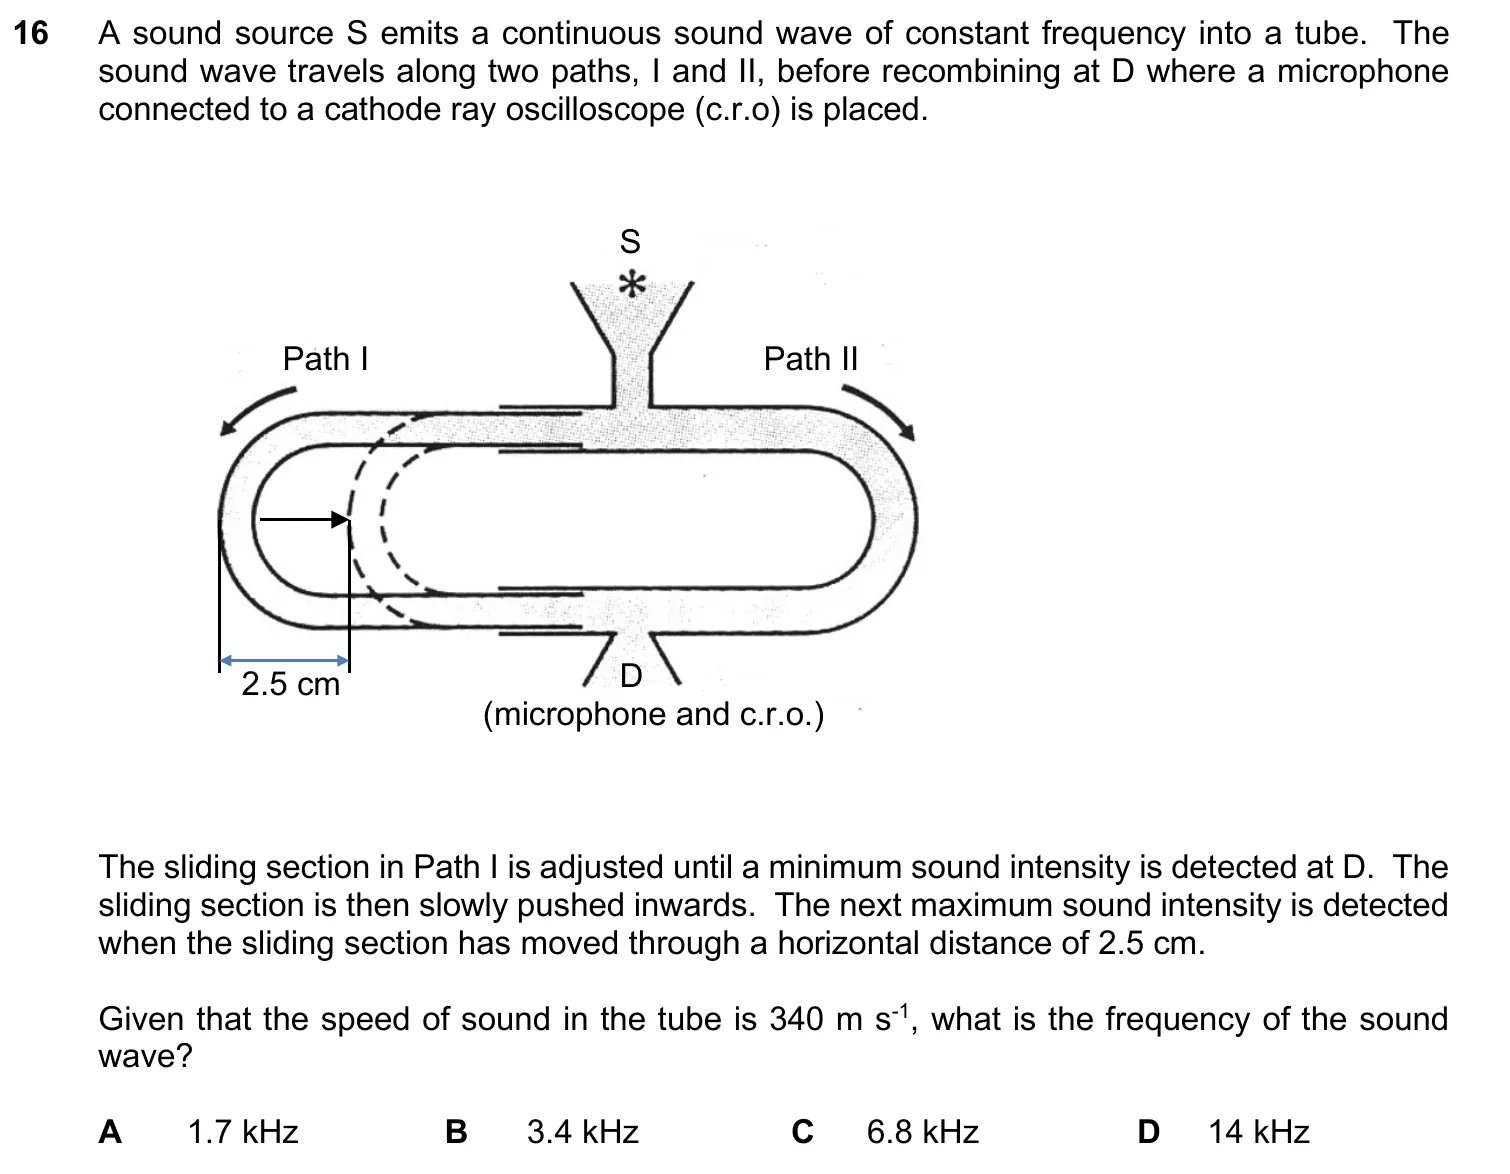 16 A sound source S emits a continuous sound wave of constant frequency into a tube. The
sound wave travels along two paths, I and II, before recombining at D where a microphone
connected to a cathode ray oscilloscope (c.r.o) is placed.
S
*
Path I
Path II
2.5 cm
D
(microphone and c.r.o.)
The sliding section in Path I is adjusted until a minimum sound intensity is detected at D. The
sliding section is then slowly pushed inwards. The next maximum sound intensity is detected
when the sliding section has moved through a horizontal distance of 2.5 cm.
Given that the speed of sound in the tube is 340 m s⁻¹, what is the frequency of the sound
wave?
A 1.7 kHz B 3.4 kHz C 6.8 kHz D 14 kHz